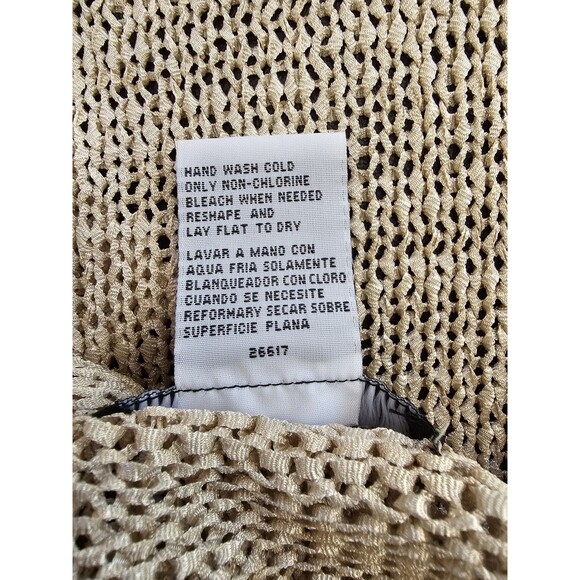 HAND WASH COLD
ONLY NON-CHLORINE
BLEACH WHEN NEEDED
RESHAPE AND
LAY FLAT TO DRY
LAVAR A MANO CON
AQUA FRIA SOLAMENTE
BLANQUEADOR CON CLORO
CUANDO SE NECESITE
REFORMARY SECAR SOBRE
SUPERFICIE PLANA
26617